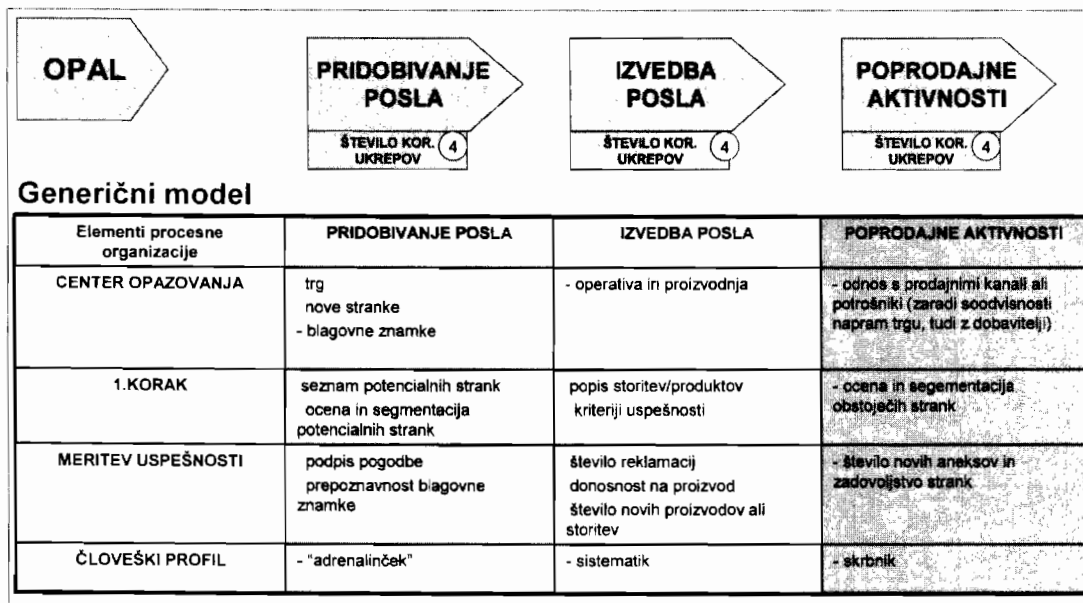 OPAL
PRIDOBIVANJE
POSLA
ŠTEVILO KOR.
UKREPOV
4
IZVEDBA
POSLA
ŠTEVILO KOR.
UKREPOV
4
POPRODAJNE
AKTIVNOSTI
ŠTEVILO KOR.
UKREPOV
4
Generični model
Elementi procesne
organizacije
PRIDOBIVANJE POSLA
IZVEDBA POSLA
POPRODAJNE AKTIVNOSTI
CENTER OPAZOVANJA
trg
nove stranke
- blagovne znamke
- operativa in proizvodnja
- odnos s prodajnimi kanali ali
potrošniki (zaradi soodvisnosti
napram trgu, tudi z dobavitelji)
1.KORAK
seznam potencialnih strank
ocena in segmentacija
potencialnih strank
popis storitev/produktov
kriteriji uspešnosti
- ocena in segementacija
obstoječih strank
MERITEV USPEŠNOSTI
podpis pogodbe
prepoznavnost blagovne
znamke
število reklamacij
donosnost na proizvod
število novih proizvodov ali
storitev
- število novih aneksov in
zadovoljstvo strank
ČLOVEŠKI PROFIL
- "adrenalinček"
- sistematik
- skrbnik